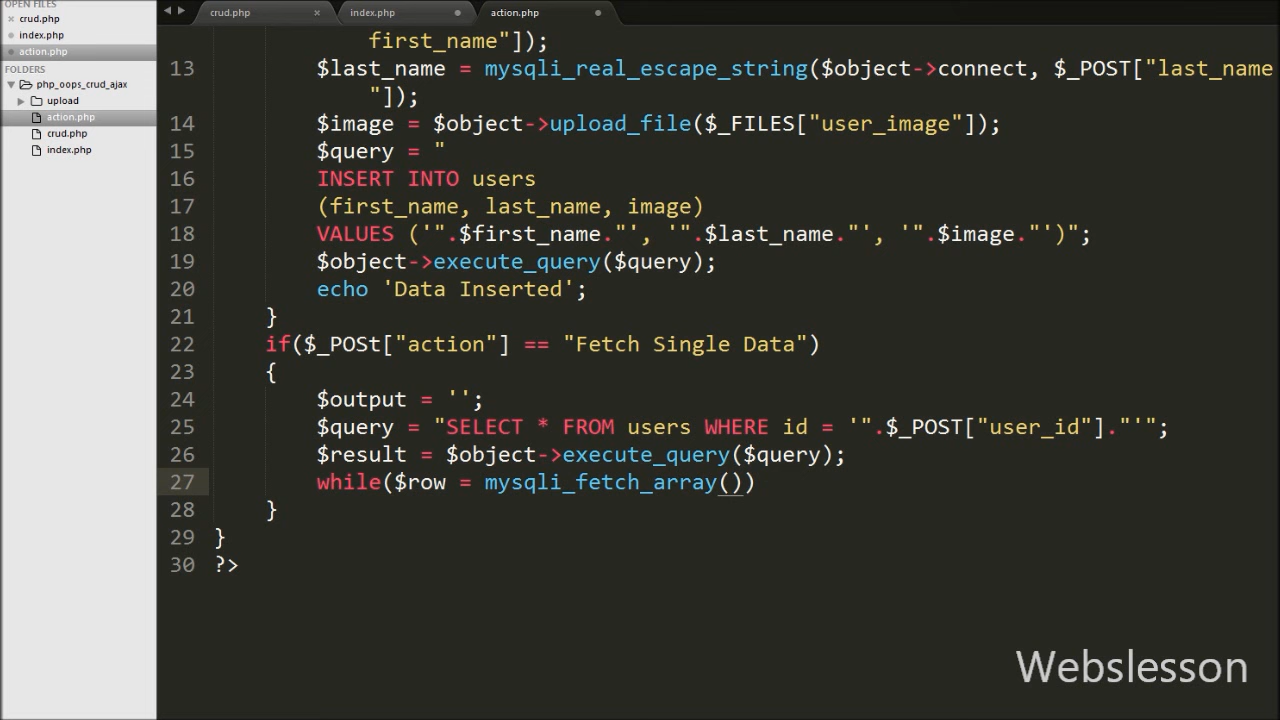 OPEN FILES
crud.php
index.php
action.php
FOLDERS
php_oops_crud_ajax
upload
action.php
crud.php
index.php
crud.php × index.php action.php
first_name"]);
13 $last_name = mysqli_real_escape_string($object->connect, $_POST["last_name
"]);
14 $image = $object->upload_file($_FILES["user_image"]);
15 $query = "
16 INSERT INTO users
17 (first_name, last_name, image)
18 VALUES ('".$first_name."', '".$last_name."', '".$image."')";
19 $object->execute_query($query);
20 echo 'Data Inserted';
21 }
22 if($_POSt["action"] == "Fetch Single Data")
23 {
24 $output = '';
25 $query = "SELECT * FROM users WHERE id = '".$_POST["user_id"]."'";
26 $result = $object->execute_query($query);
27 while($row = mysqli_fetch_array())
28 }
29 }
30 ?>
Webslesson